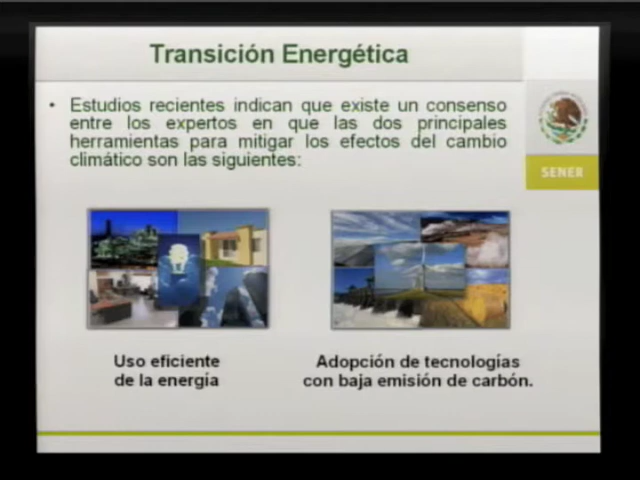 Transición Energética
• Estudios recientes indican que existe un consenso
entre los expertos en que las dos principales
herramientas para mitigar los efectos del cambio
climático son las siguientes:
SENER
Uso eficiente
de la energía
Adopción de tecnologías
con baja emisión de carbón.